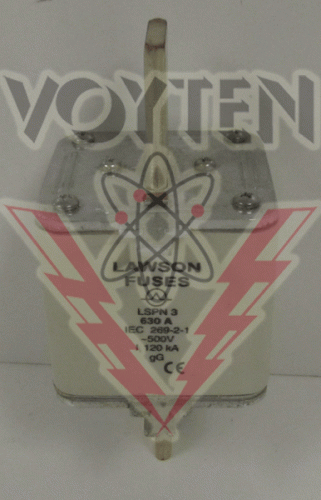 VOYTEN
LAWSON
FUSES
LSPN 3
630 A
IEC 269-2-1
~500V
I 120 kA
gG
CE